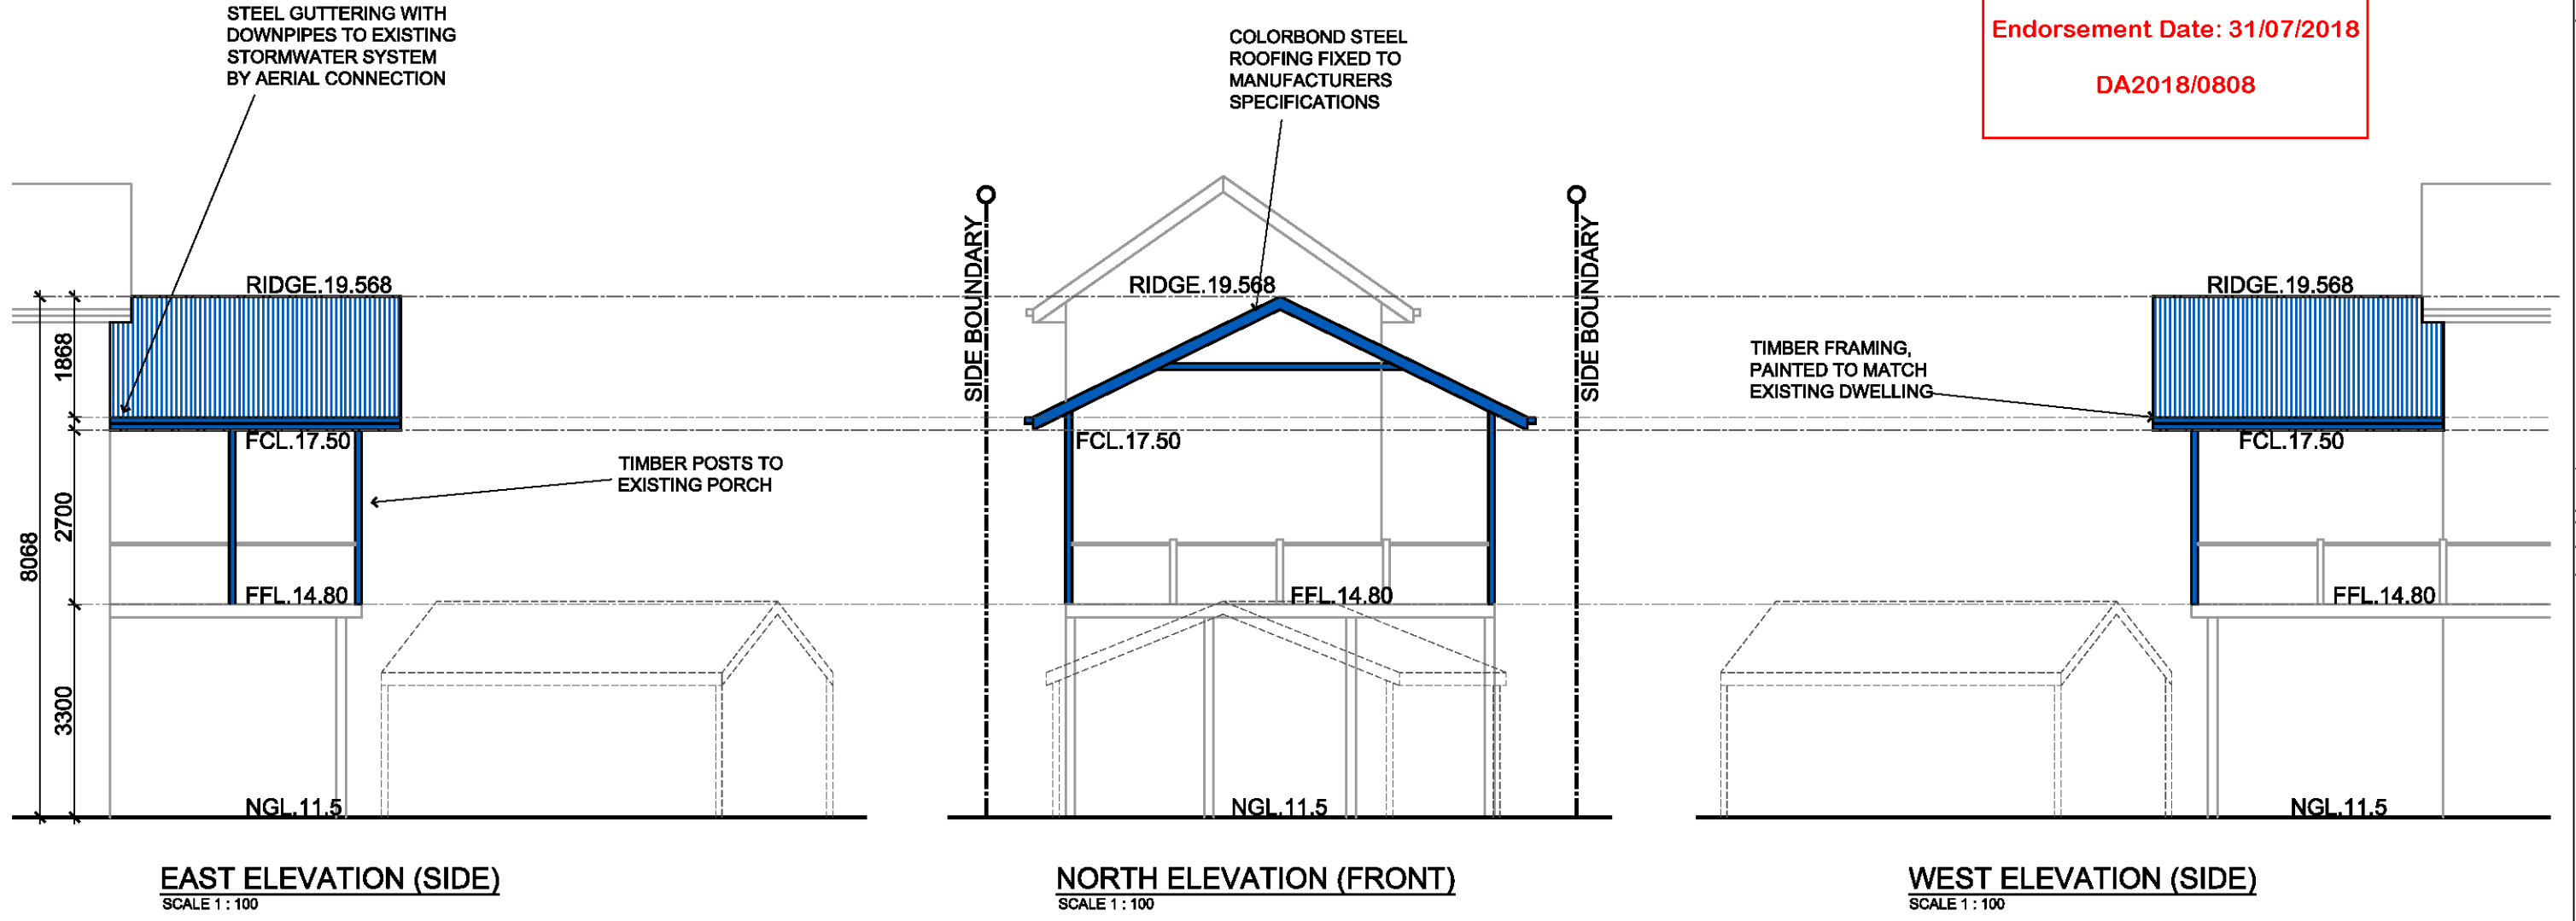 STEEL GUTTERING WITH
DOWNPIPES TO EXISTING
STORMWATER SYSTEM
BY AERIAL CONNECTION
COLORBOND STEEL
ROOFING FIXED TO
MANUFACTURERS
SPECIFICATIONS
Endorsement Date: 31/07/2018
DA2018/0808
RIDGE.19.568
1868
FCL.17.50
TIMBER POSTS TO
EXISTING PORCH
2700
8068
FFL.14.80
3300
NGL.11.5
EAST ELEVATION (SIDE)
SCALE 1 : 100
SIDE BOUNDARY
RIDGE.19.568
SIDE BOUNDARY
FCL.17.50
FFL.14.80
NGL.11.5
NORTH ELEVATION (FRONT)
SCALE 1 : 100
RIDGE.19.568
TIMBER FRAMING,
PAINTED TO MATCH
EXISTING DWELLING
FCL.17.50
FFL.14.80
NGL.11.5
WEST ELEVATION (SIDE)
SCALE 1 : 100